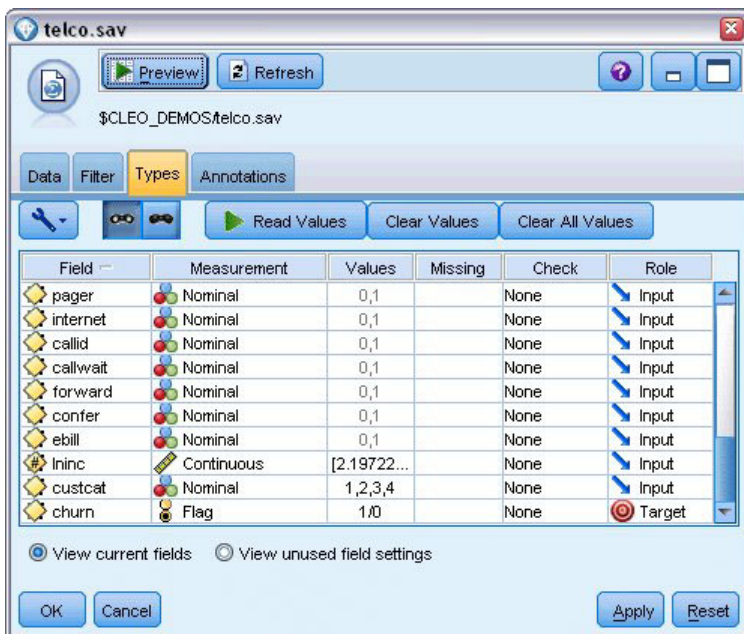 telco.sav
Preview Refresh
$CLEO_DEMOS/telco.sav
Data Filter Types Annotations
Read Values Clear Values Clear All Values
Field Measurement Values Missing Check Role
pager Nominal 0,1 None Input
internet Nominal 0,1 None Input
callid Nominal 0,1 None Input
callwait Nominal 0,1 None Input
forward Nominal 0,1 None Input
confer Nominal 0,1 None Input
ebill Nominal 0,1 None Input
lninc Continuous [2.19722... None Input
custcat Nominal 1,2,3,4 None Input
churn Flag 1/0 None Target
View current fields View unused field settings
OK Cancel Apply Reset